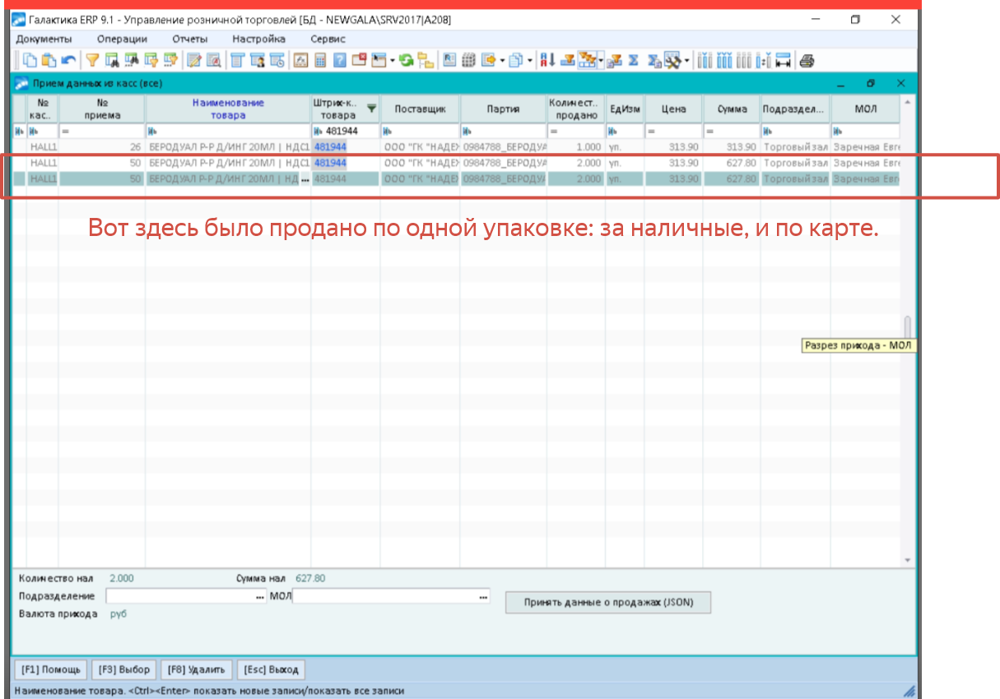 Галактика ERP 9.1 - Управление розничной торговлей [БД - NEWGALA\SRV2017|A208]
Документы Операции Отчеты Настройка Сервис
Прием данных из касс (все)
№ кас.. № приема Наименование товара Штрих-к.. товара Поставщик Партия Количест.. продано ЕдИзм Цена Сумма Подраздел... МОЛ
= 481944 = = =
HALL1 26 БЕРОДУАЛ Р-Р Д/ИНГ 20МЛ | НДС1 481944 ООО "ГК "НАДЕЖ 0984788_БЕРОДУА 1.000 уп. 313.90 313.90 Торговый зал Заречная Евге
HALL1 50 БЕРОДУАЛ Р-Р Д/ИНГ 20МЛ | НДС1 481944 ООО "ГК "НАДЕЖ 0984788_БЕРОДУА 2.000 уп. 313.90 627.80 Торговый зал Заречная Евге
HALL1 50 БЕРОДУАЛ Р-Р Д/ИНГ 20МЛ | НД ... 481944 ООО "ГК "НАДЕЖ 0984788_БЕРОДУА 2.000 уп. 313.90 627.80 Торговый зал Заречная Евге
Вот здесь было продано по одной упаковке: за наличные, и по карте.
Разрез прихода - МОЛ
Количество нал 2.000 Сумма нал 627.80
Подразделение ... МОЛ ...
Принять данные о продажах (JSON)
Валюта прихода руб
[F1] Помощь [F3] Выбор [F8] Удалить [Esc] Выход
Наименование товара. <Ctrl><Enter> показать новые записи/показать все записи